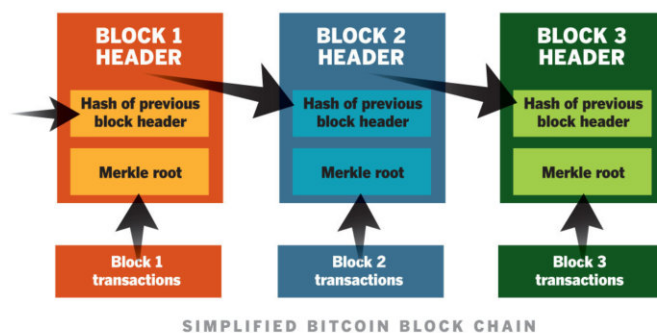 BLOCK 1
HEADER
Hash of previous
block header
Merkle root
Block 1
transactions
BLOCK 2
HEADER
Hash of previous
block header
Merkle root
Block 2
transactions
BLOCK 3
HEADER
Hash of previous
block header
Merkle root
Block 3
transactions
SIMPLIFIED BITCOIN BLOCK CHAIN